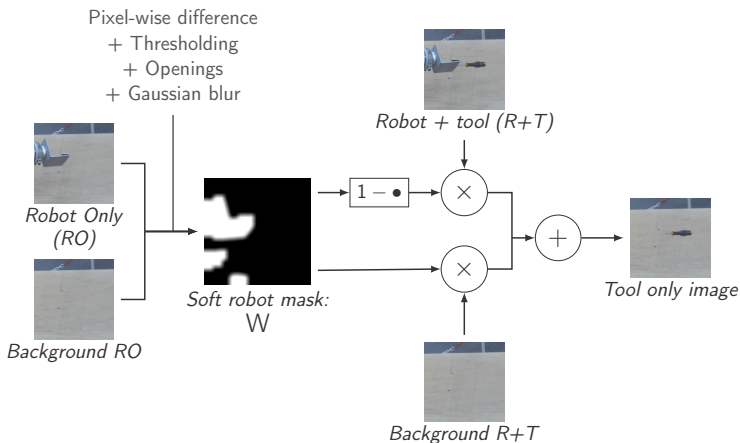 Pixel-wise difference
+ Thresholding
+ Openings
+ Gaussian blur
Robot + tool (R+T)
Robot Only
(RO)
1 − •
×
+
×
Soft robot mask:
W
Tool only image
Background RO
Background R+T